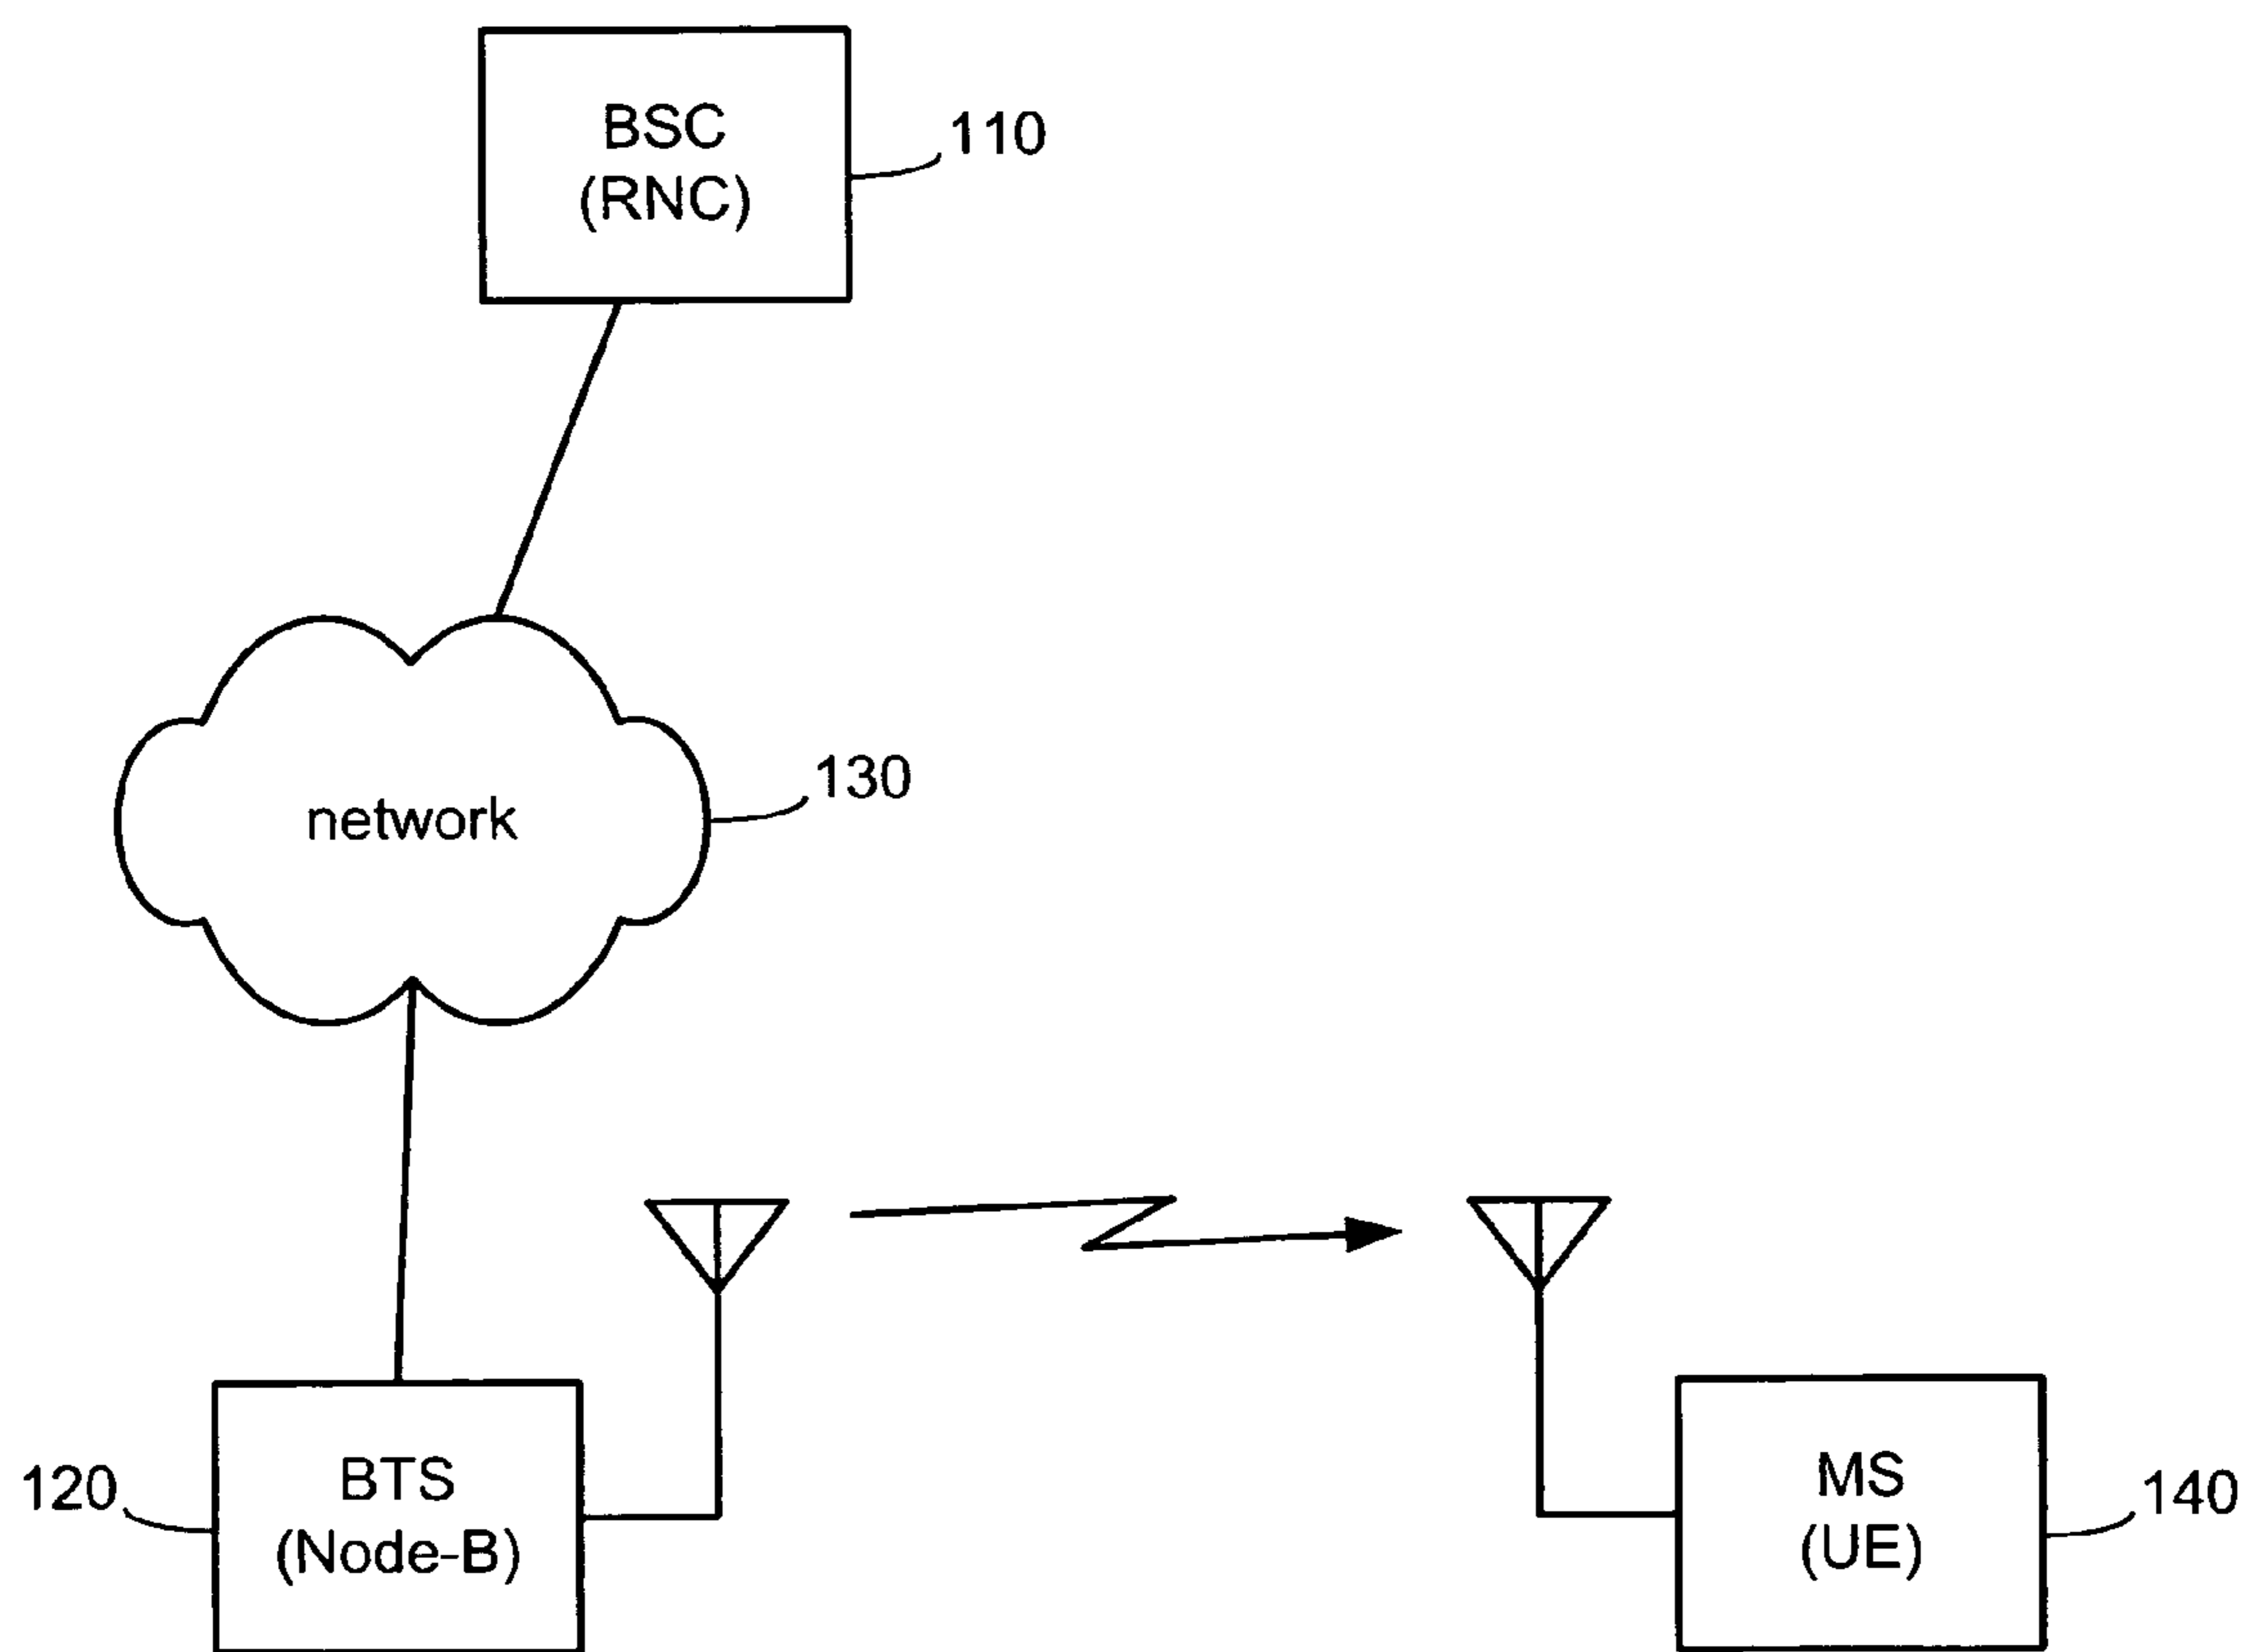 BSC
(RNC)
110
network
130
BTS
(Node-B)
120
MS
(UE)
140